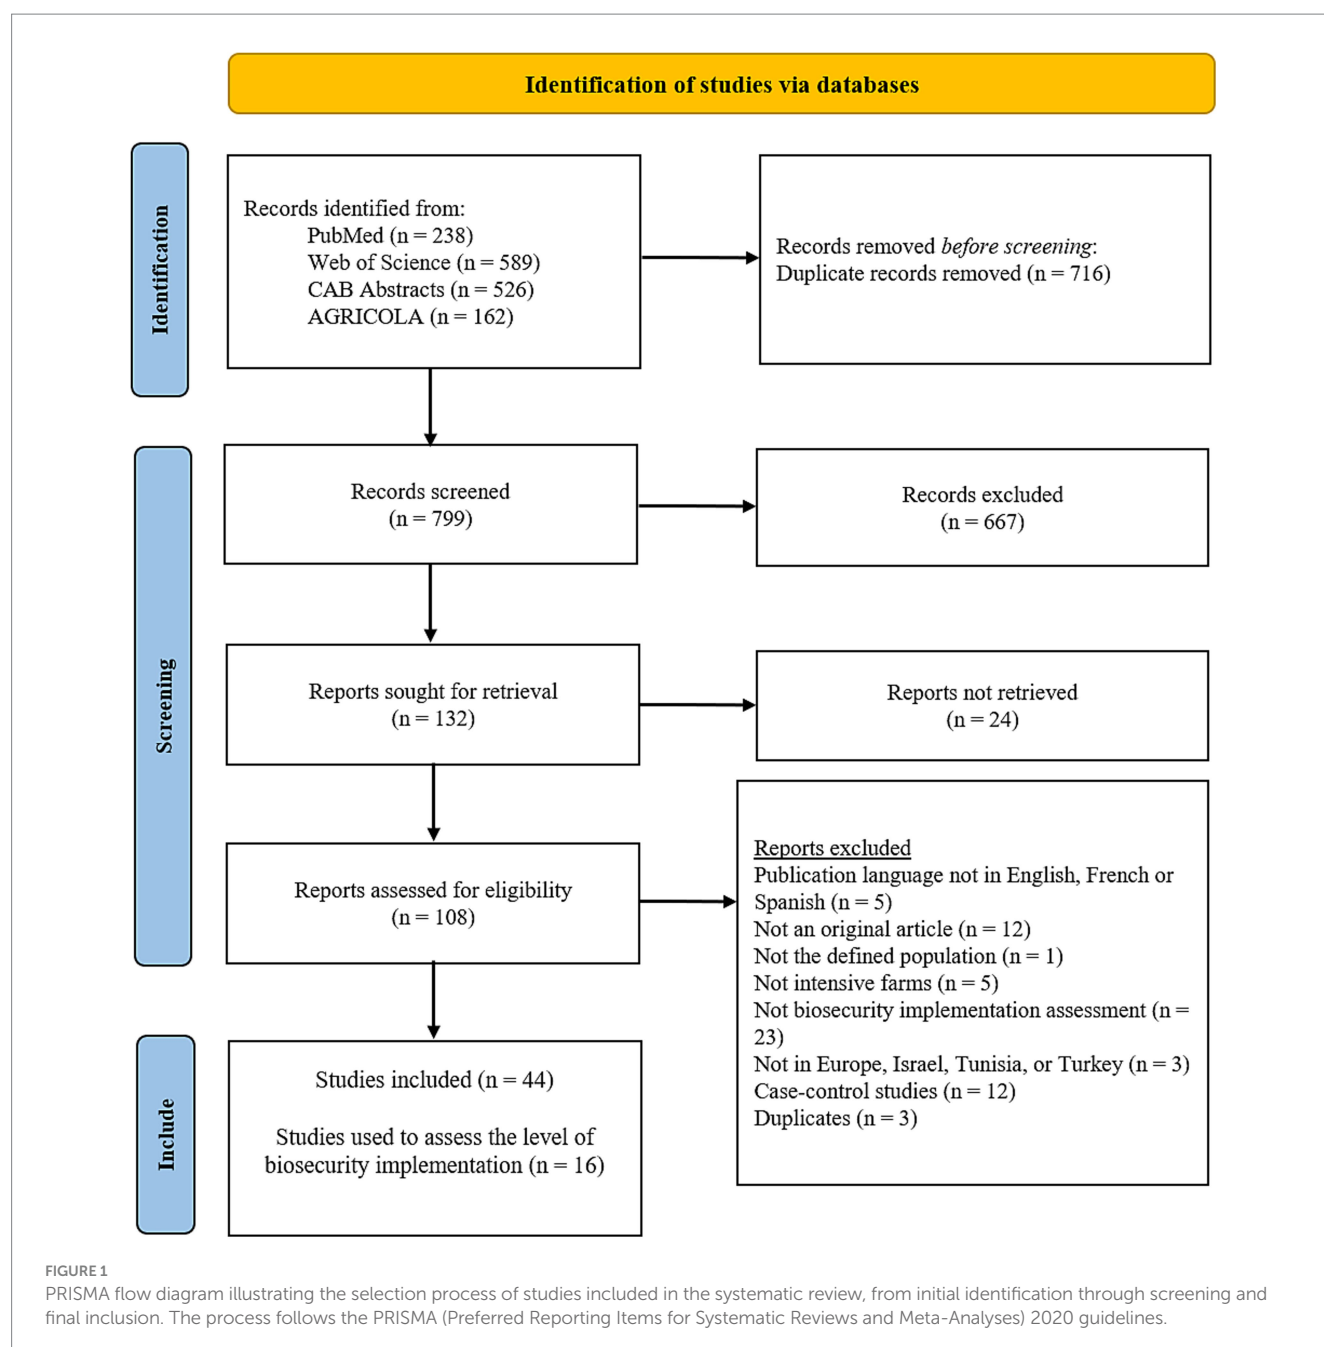 Identification of studies via databases
Identification
Records identified from:
PubMed (n = 238)
Web of Science (n = 589)
CAB Abstracts (n = 526)
AGRICOLA (n = 162)
Records removed before screening:
Duplicate records removed (n = 716)
Screening
Records screened
(n = 799)
Records excluded
(n = 667)
Reports sought for retrieval
(n = 132)
Reports not retrieved
(n = 24)
Reports assessed for eligibility
(n = 108)
Reports excluded
Publication language not in English, French or
Spanish (n = 5)
Not an original article (n = 12)
Not the defined population (n = 1)
Not intensive farms (n = 5)
Not biosecurity implementation assessment (n =
23)
Not in Europe, Israel, Tunisia, or Turkey (n = 3)
Case-control studies (n = 12)
Duplicates (n = 3)
Include
Studies included (n = 44)
Studies used to assess the level of
biosecurity implementation (n = 16)
FIGURE 1
PRISMA flow diagram illustrating the selection process of studies included in the systematic review, from initial identification through screening and
final inclusion. The process follows the PRISMA (Preferred Reporting Items for Systematic Reviews and Meta-Analyses) 2020 guidelines.